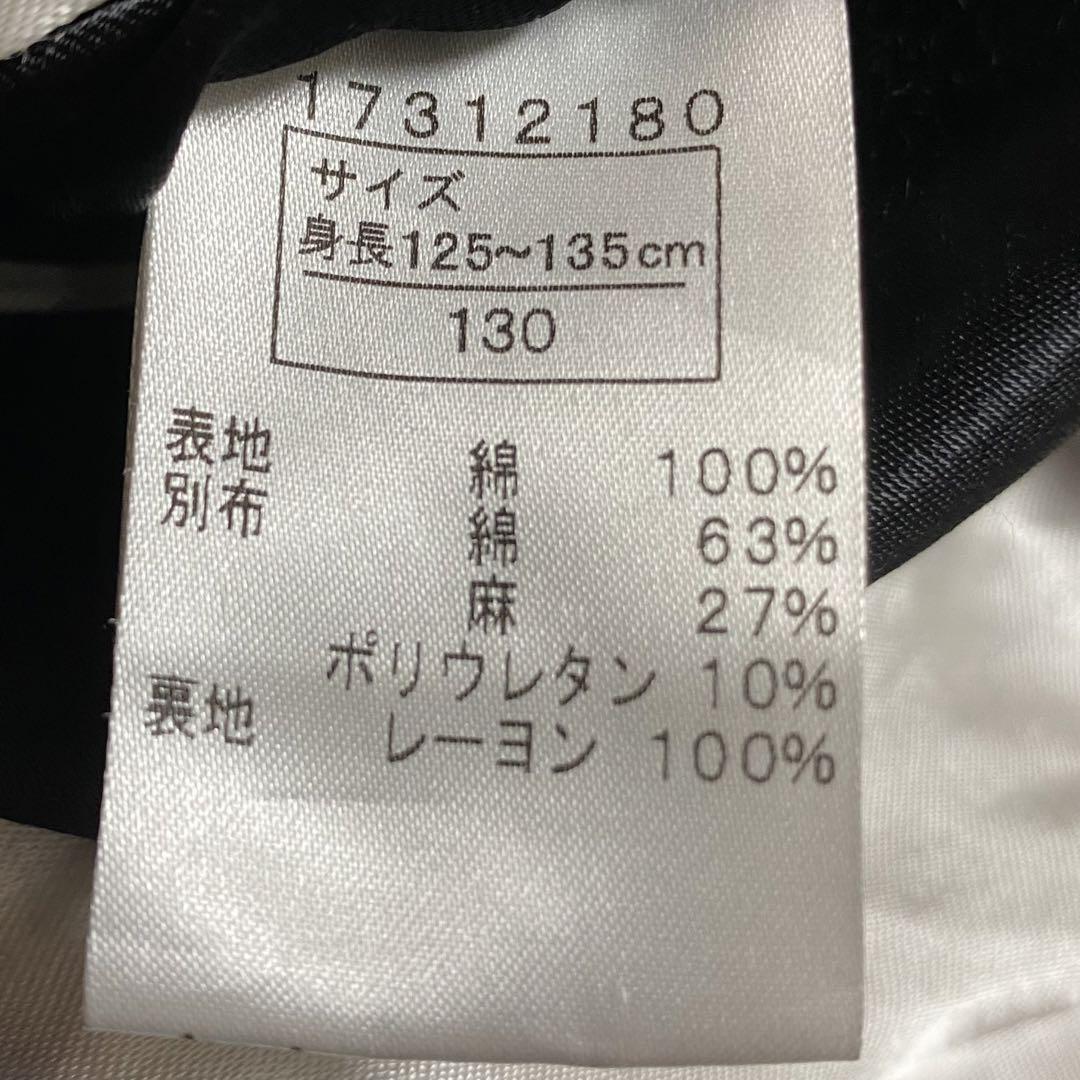 17312180
サイズ
身長125~135cm
130
表地 綿 100%
別布 綿 63%
麻 27%
ポリウレタン 10%
裏地 レーヨン 100%